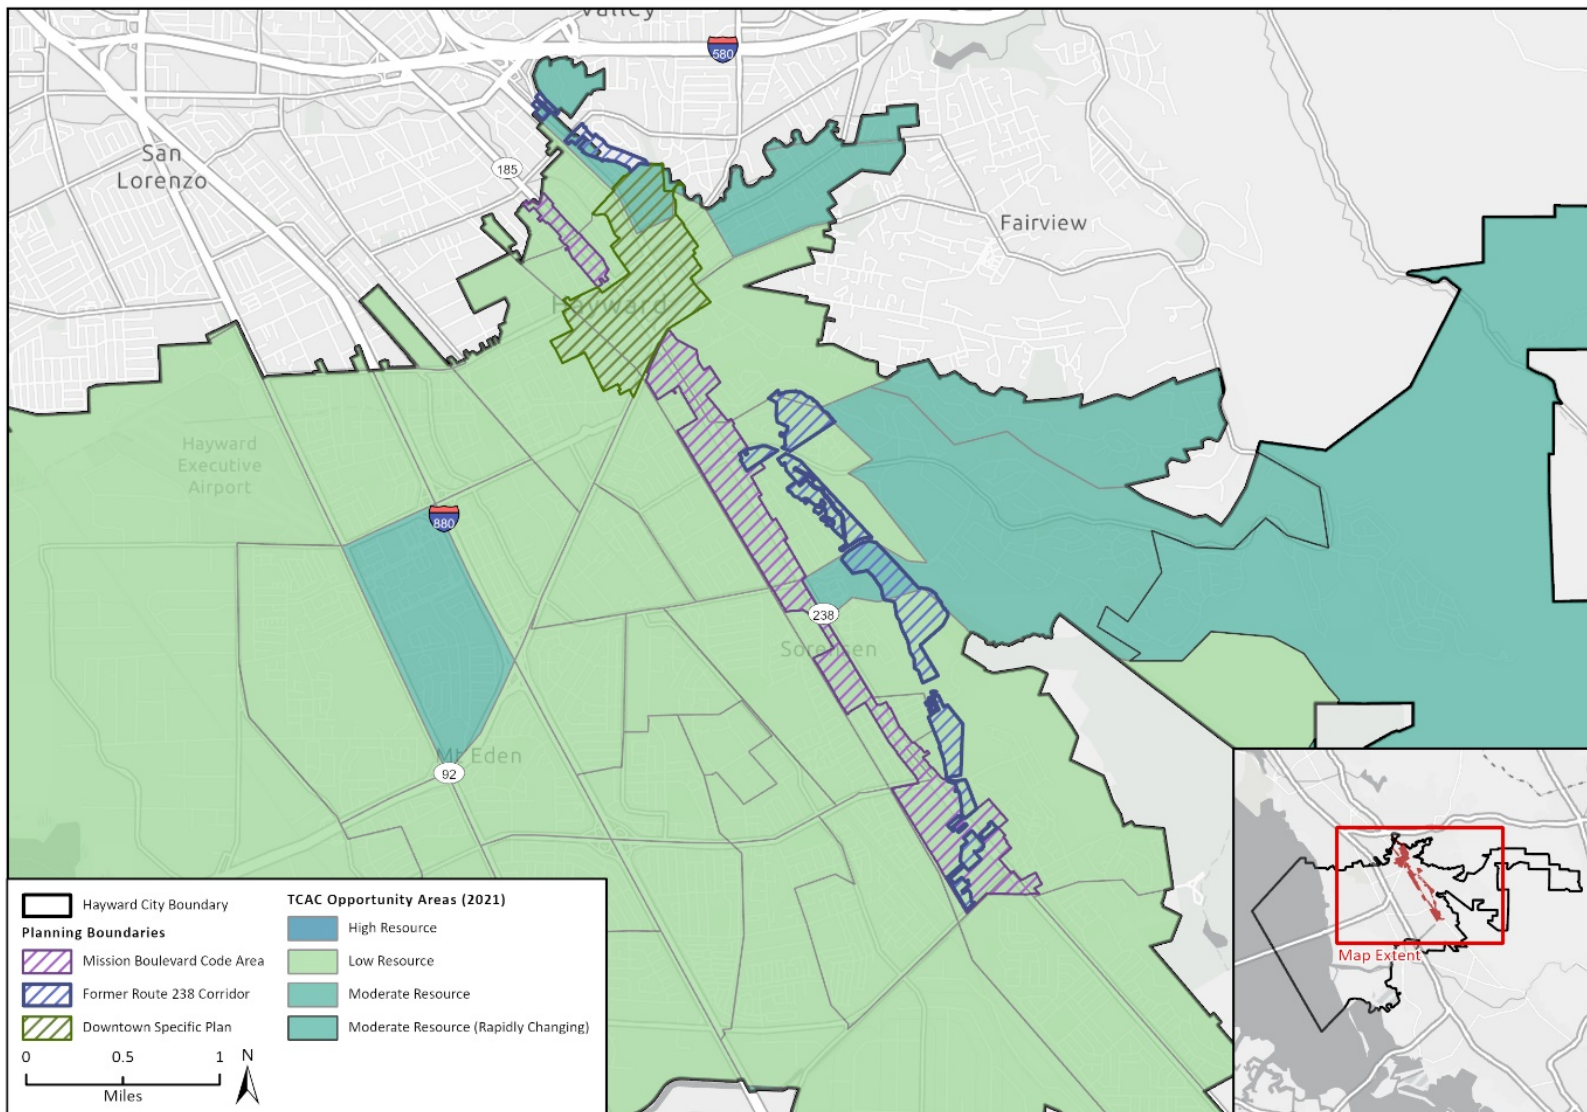 Valley
580
San
Lorenzo
185
Fairview
Hayward
Hayward
Executive
Airport
880
238
Sorensen
Mt Eden
92
Hayward City Boundary
Planning Boundaries
Mission Boulevard Code Area
Former Route 238 Corridor
Downtown Specific Plan
0 0.5 1
Miles
N
TCAC Opportunity Areas (2021)
High Resource
Low Resource
Moderate Resource
Moderate Resource (Rapidly Changing)
Map Extent